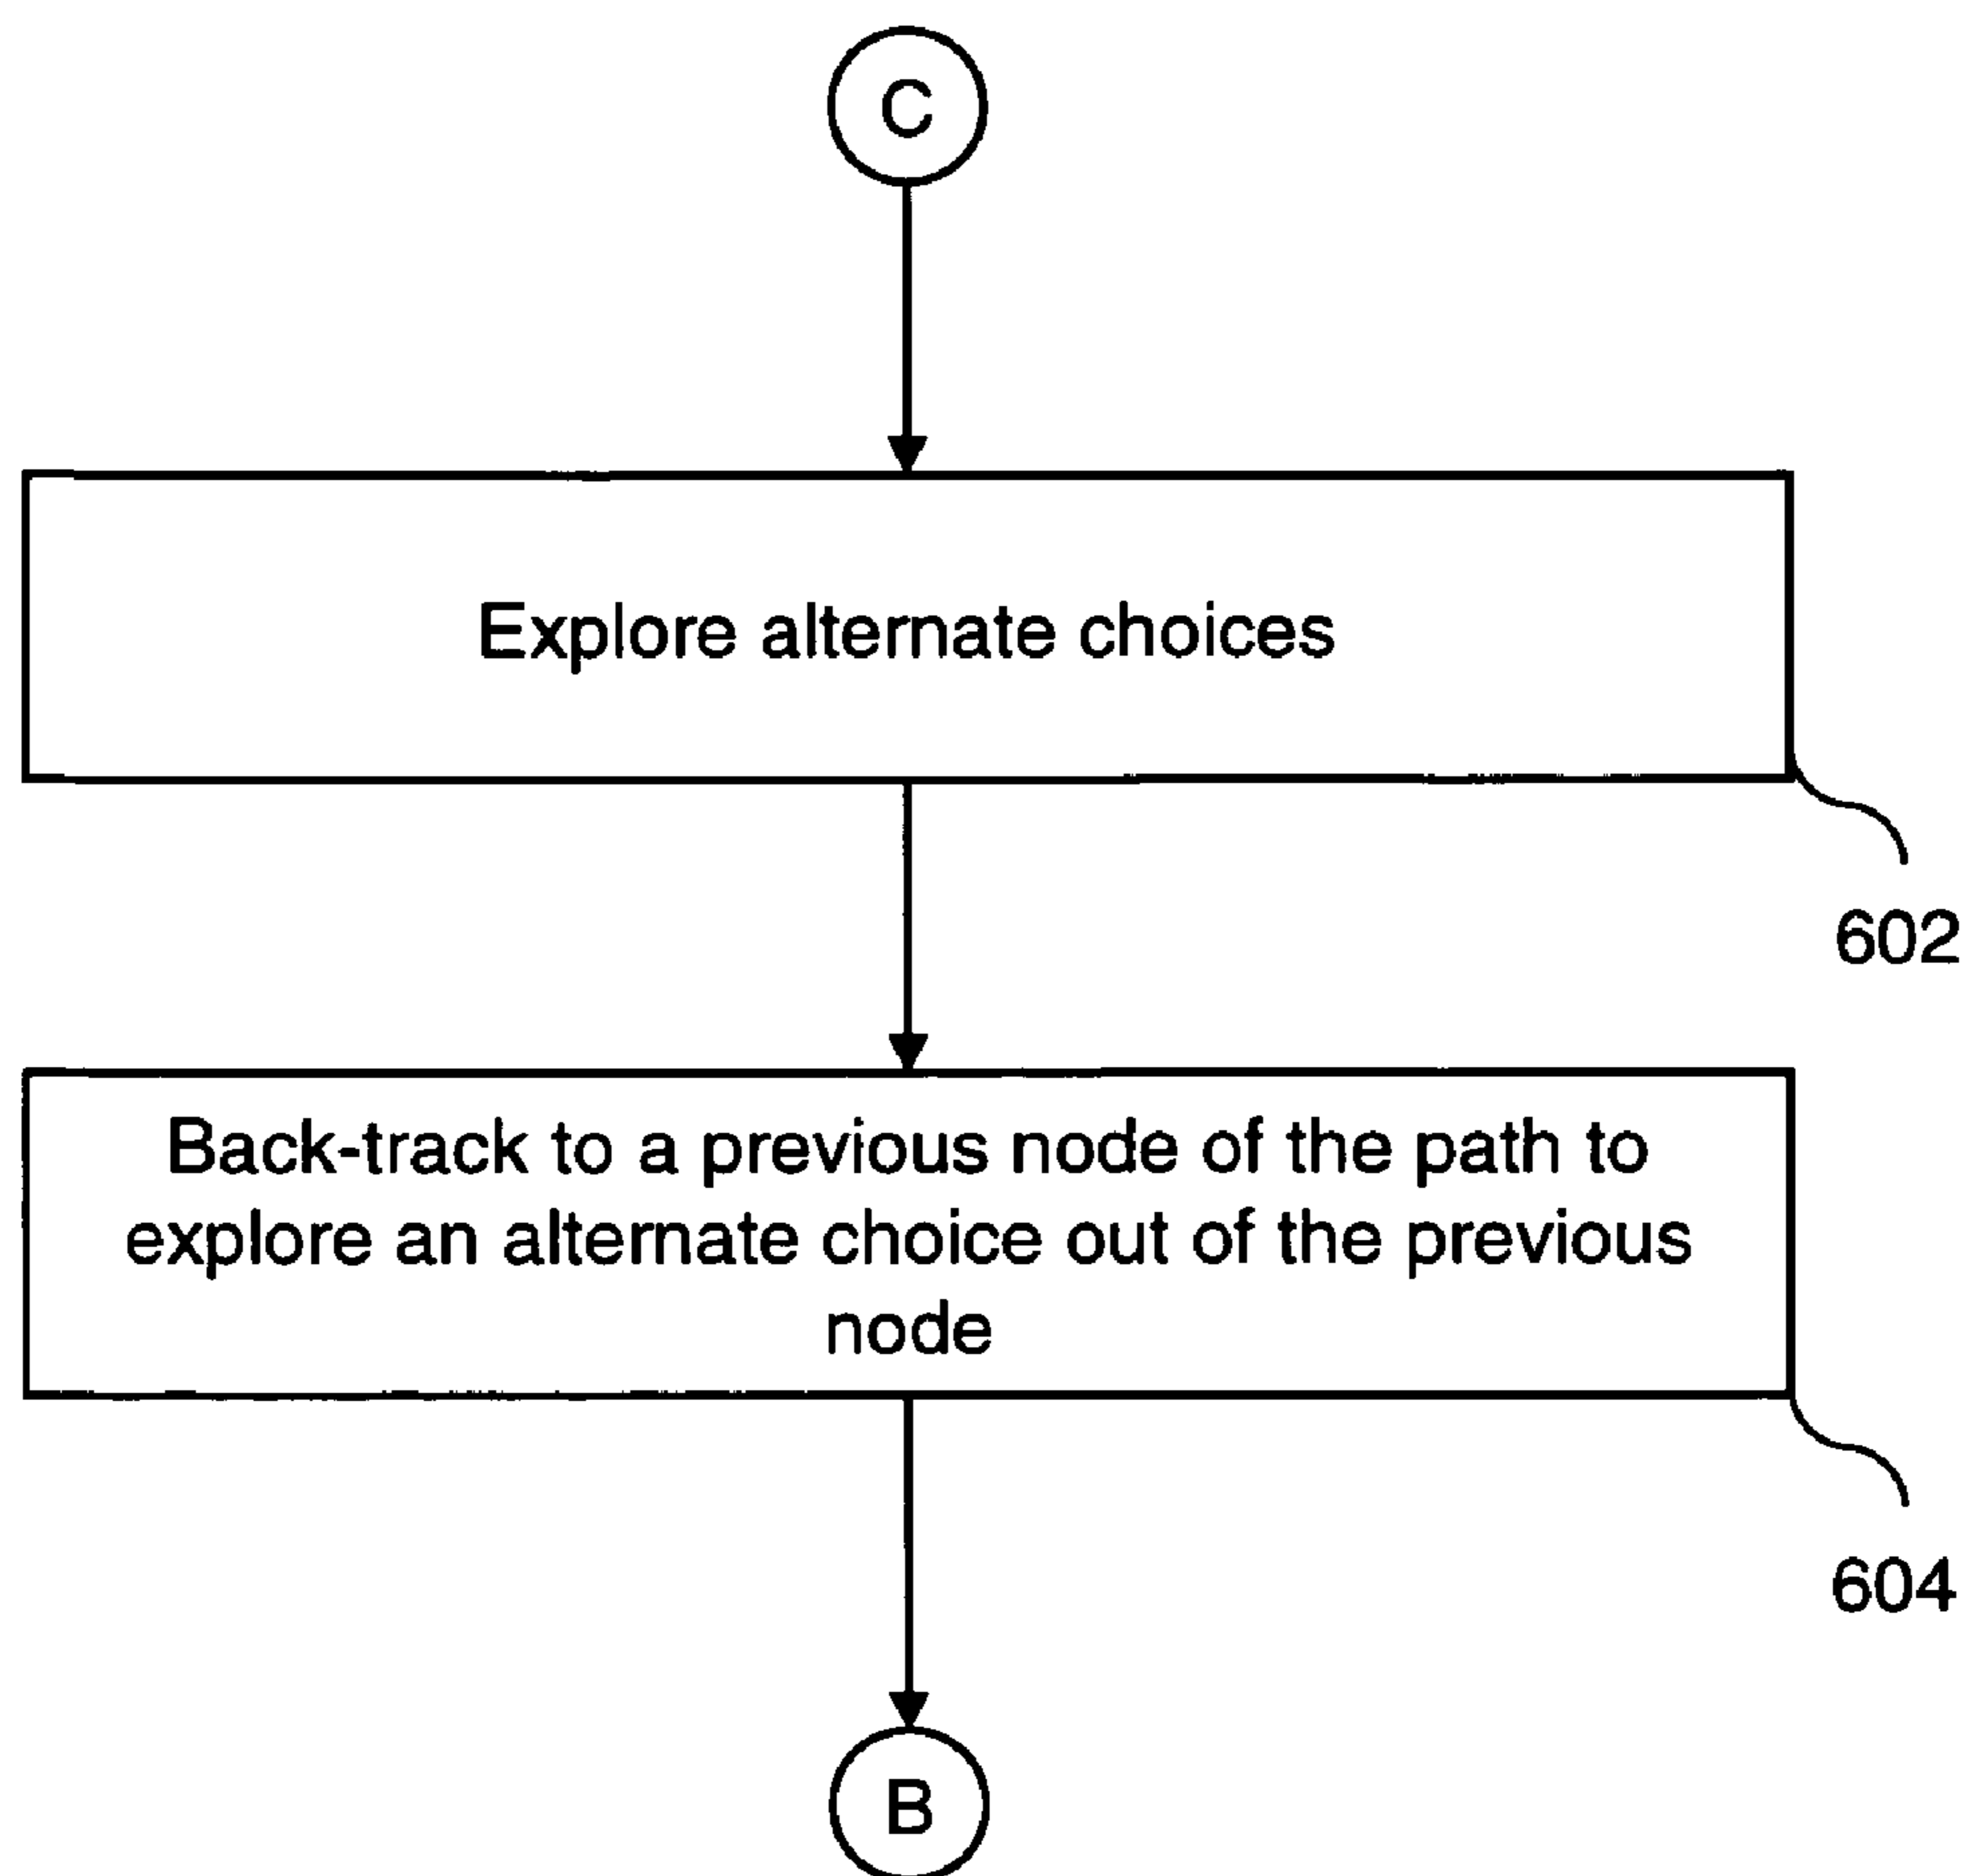 C
Explore alternate choices
602
Back-track to a previous node of the path to
explore an alternate choice out of the previous
node
604
B